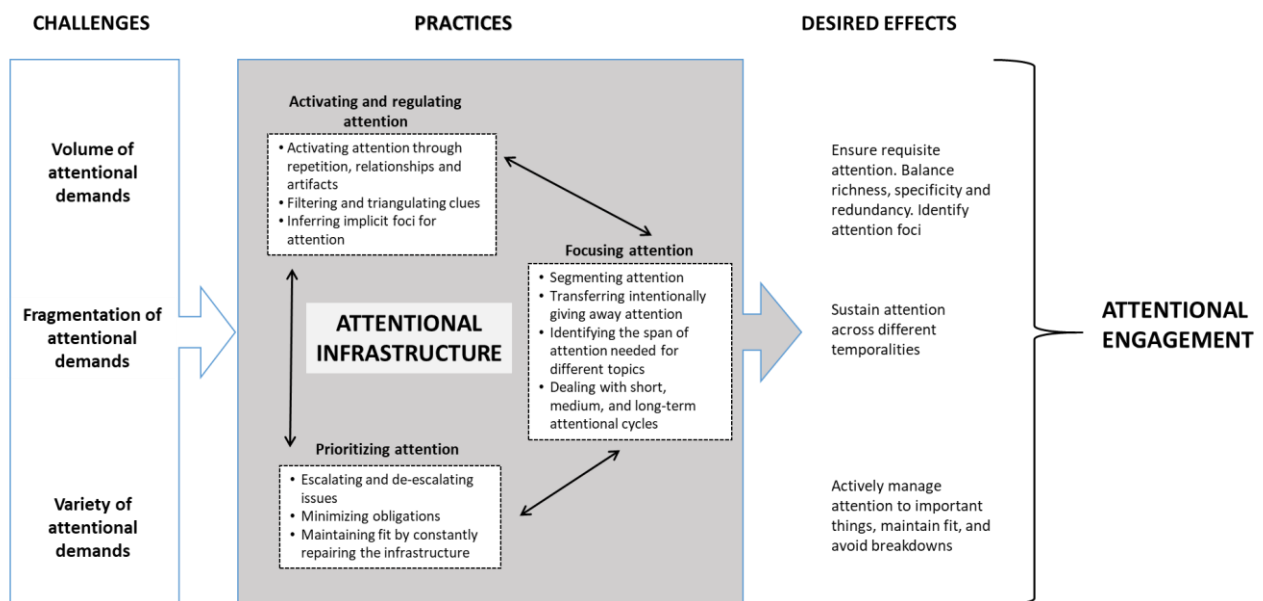 CHALLENGES
PRACTICES
DESIRED EFFECTS
Volume of
attentional
demands
Fragmentation of
attentional
demands
Variety of
attentional
demands
Activating and regulating
attention
• Activating attention through
repetition, relationships and
artifacts
• Filtering and triangulating clues
• Inferring implicit foci for
attention
Focusing attention
• Segmenting attention
• Transferring intentionally
giving away attention
• Identifying the span of
attention needed for
different topics
• Dealing with short,
medium, and long-term
attentional cycles
ATTENTIONAL
INFRASTRUCTURE
Prioritizing attention
• Escalating and de-escalating
issues
• Minimizing obligations
• Maintaining fit by constantly
repairing the infrastructure
Ensure requisite
attention. Balance
richness, specificity and
redundancy. Identify
attention foci
Sustain attention
across different
temporalities
Actively manage
attention to important
things, maintain fit, and
avoid breakdowns
ATTENTIONAL
ENGAGEMENT